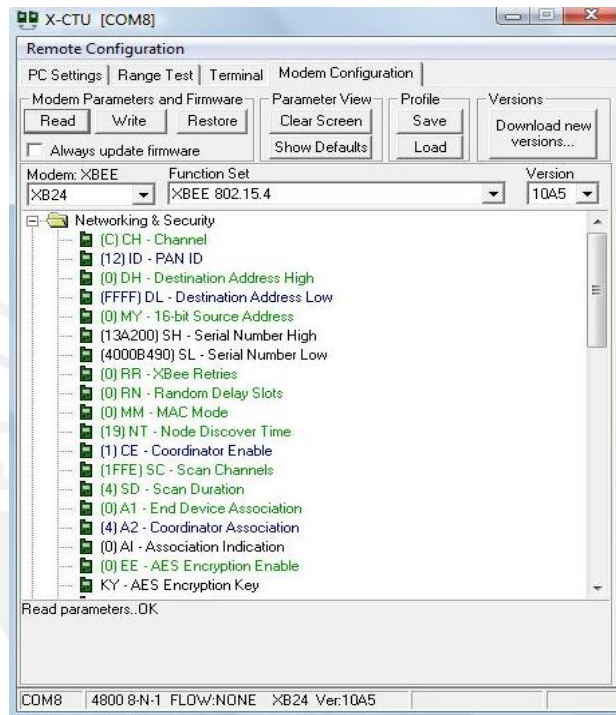 X-CTU [COM8]
Remote Configuration
PC Settings Range Test Terminal Modem Configuration
Modem Parameters and Firmware Parameter View Profile Versions
Read Write Restore Clear Screen Save Download new versions...
Always update firmware Show Defaults Load
Modem: XBEE Function Set Version
XB24 XBEE 802.15.4 10A5
Networking & Security
(C) CH - Channel
(12) ID - PAN ID
(0) DH - Destination Address High
(FFFF) DL - Destination Address Low
(0) MY - 16-bit Source Address
(13A200) SH - Serial Number High
(4000B490) SL - Serial Number Low
(0) RR - XBee Retries
(0) RN - Random Delay Slots
(0) MM - MAC Mode
(19) NT - Node Discover Time
(1) CE - Coordinator Enable
(1FFE) SC - Scan Channels
(4) SD - Scan Duration
(0) A1 - End Device Association
(4) A2 - Coordinator Association
(0) AI - Association Indication
(0) EE - AES Encryption Enable
KY - AES Encryption Key
Read parameters..OK
COM8 4800 8-N-1 FLOW:NONE XB24 Ver:10A5